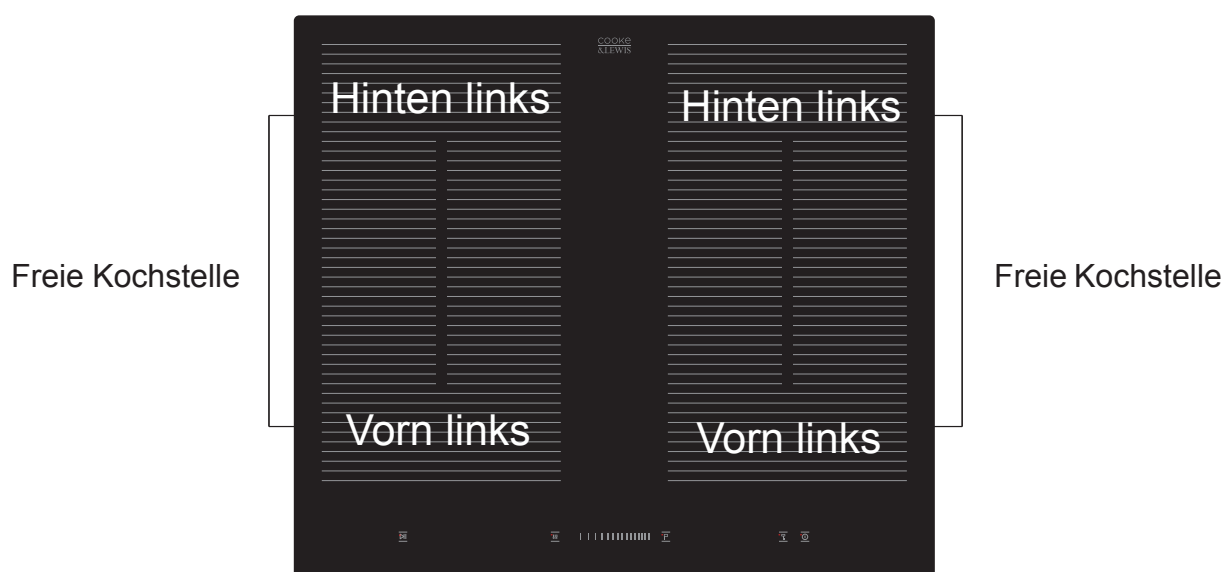 cooke
&LEWIS
Hinten links
Hinten links
Freie Kochstelle
Freie Kochstelle
Vorn links
Vorn links
P